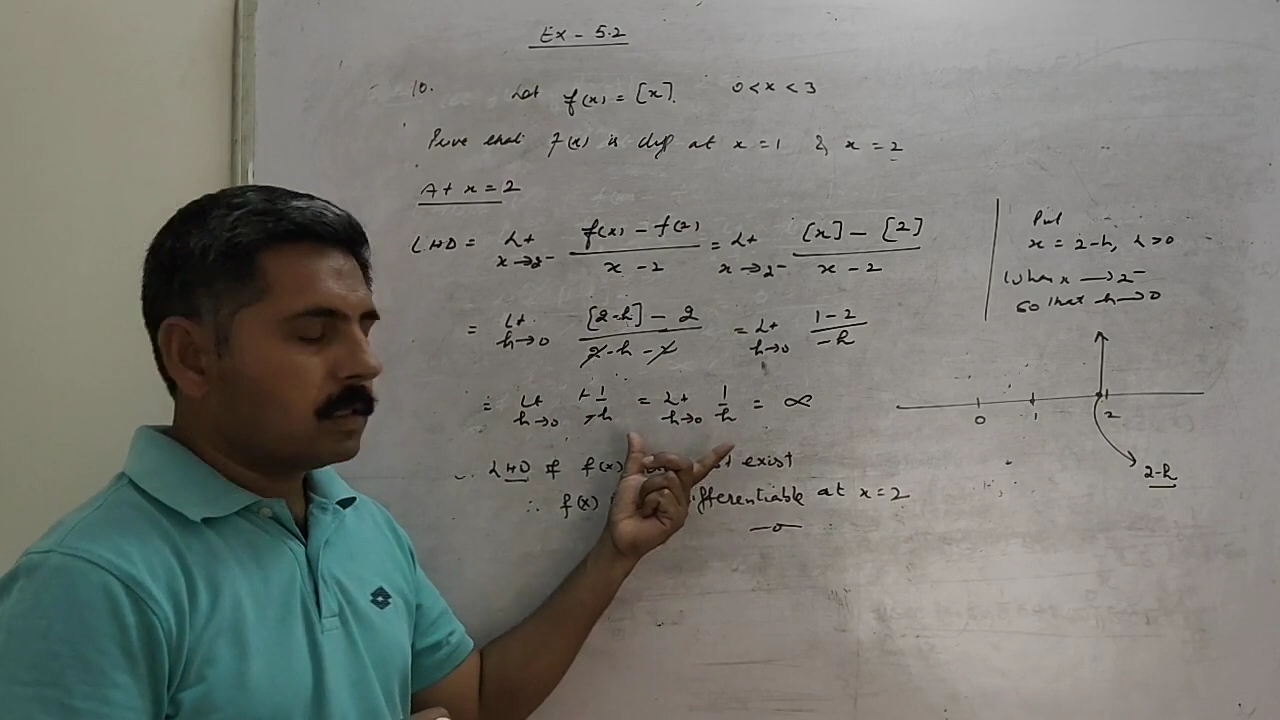 Ex - 5.2
10. Let f(x) = [x]. 0 < x < 3
Prove that f(x) is diff at x = 1 & x = 2
At x = 2
LHD = Lt x→2⁻ (f(x) - f(2))/(x - 2) = Lt x→2⁻ ([x] - [2])/(x - 2)
= Lt h→0 ([2-h] - 2)/(2 - h - 2) = Lt h→0 (1 - 2)/(-h)
= Lt h→0 +1/-h = Lt h→0 1/h = ∞
∵ LHD of f(x) exist
∴ f(x) differentiable at x = 2
Put
x = 2-h, h>0
When x → 2⁻
So that h→0
0 1 2
2-h